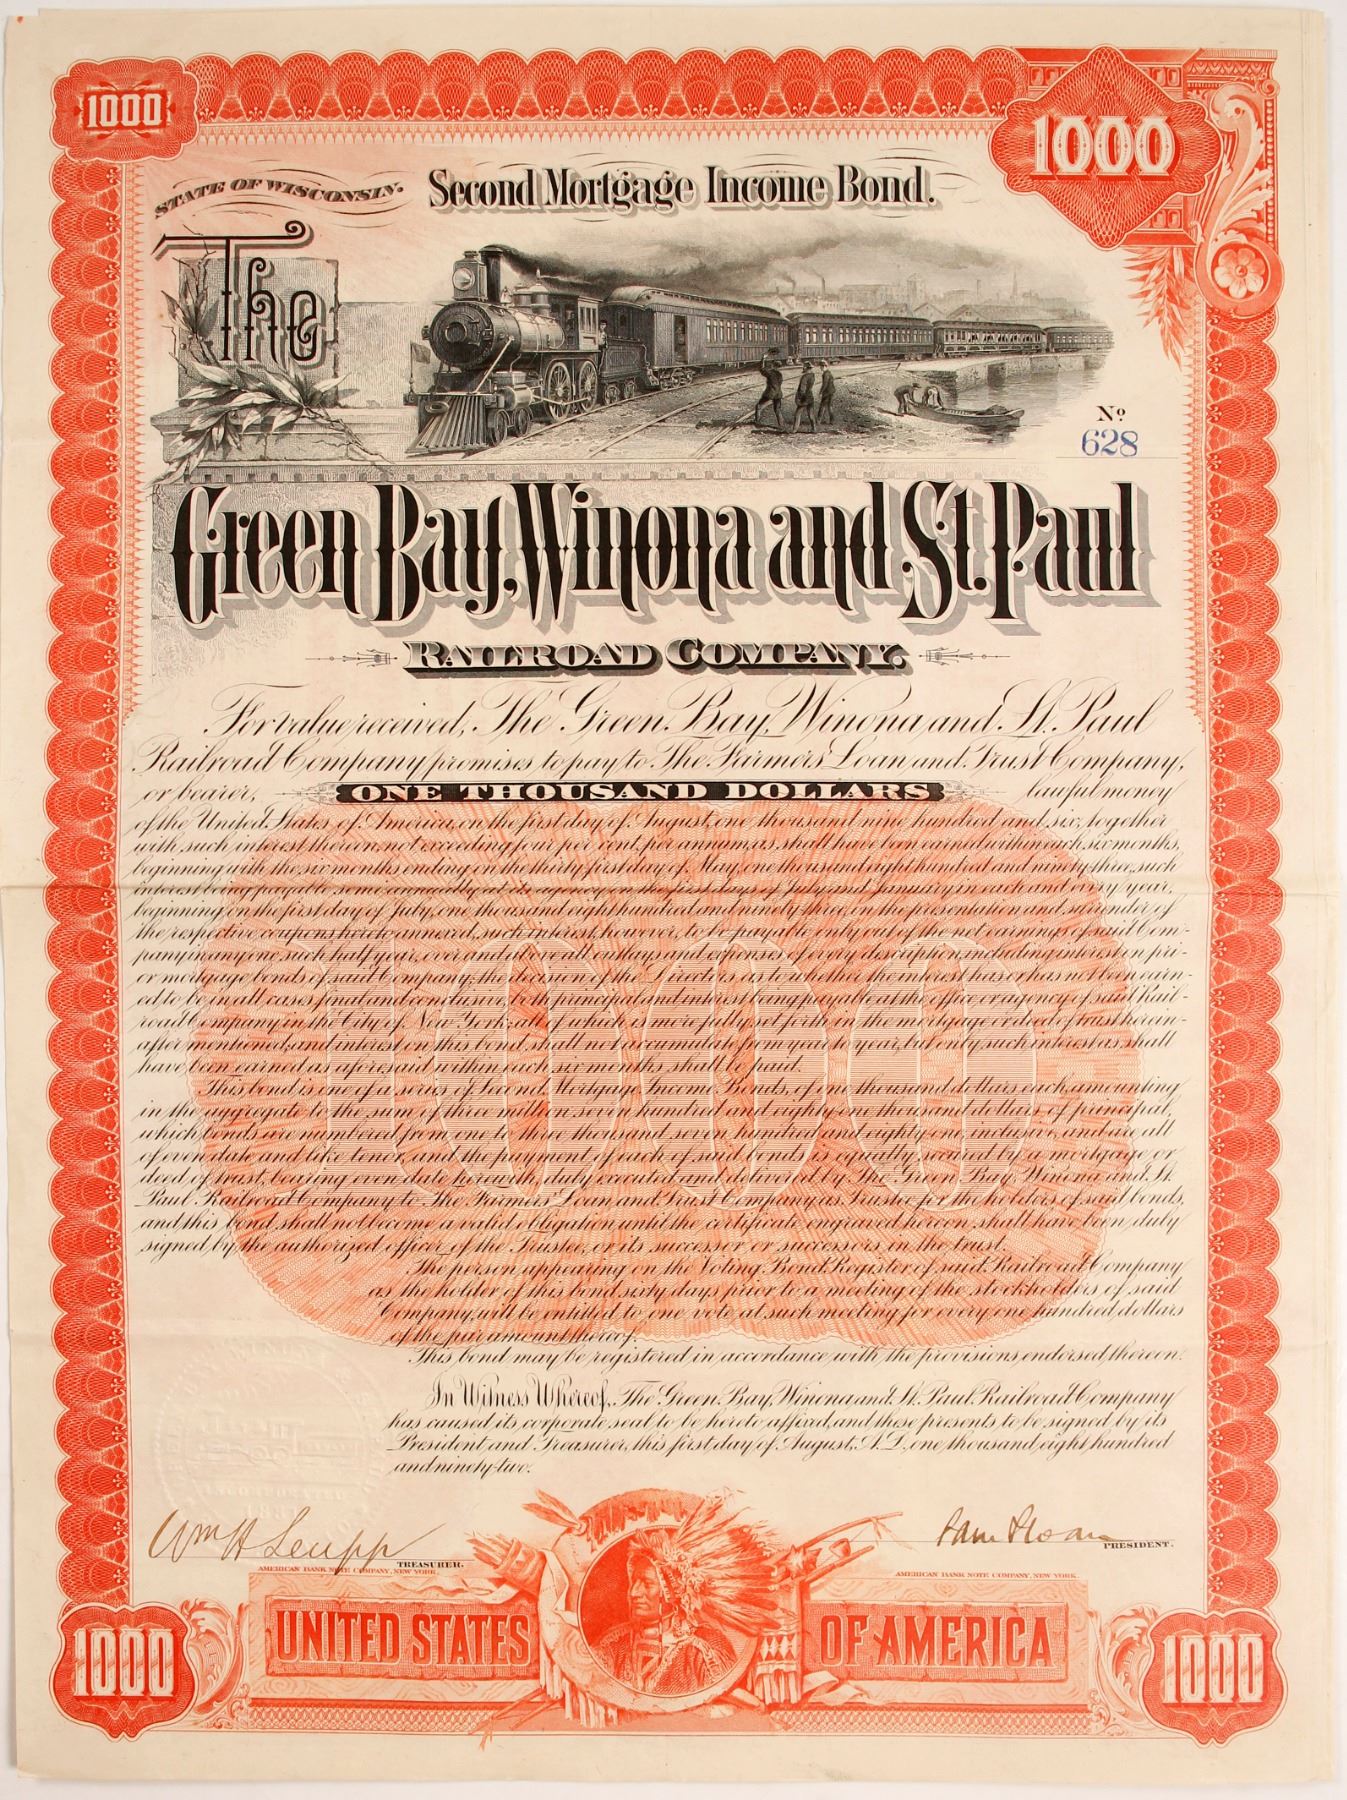 1000
1000
STATE OF WISCONSIN. Second Mortgage Income Bond.
The
No
628
Green Bay, Winona and St. Paul
RAILROAD COMPANY.
For value received, The Green Bay, Winona and St. Paul
Railroad Company promises to pay to The Farmers Loan and Trust Company,
or bearer, ONE THOUSAND DOLLARS lawful money
of the United States of America, on the first day of August, one thousand nine hundred and six, together
with such interest thereon, not exceeding four per cent, per annum, as shall have been earned within each six months,
beginning with the six months ending on the thirty first day of May, one thousand eight hundred and ninety three, such
interest being payable semi-annually at its agency on the first days of July and January in each and every year,
beginning on the first day of July, one thousand eight hundred and ninety three, on the presentation and surrender of
the respective coupons hereto annexed, such interest, however, to be payable only out of the net earnings of said Com-
pany in any one such half year, over and above all outlays and expenses of every description, including interest on pri-
or mortgage bonds of said Company, the decision of the Directors as to whether the interest has or has not been earn-
ed to be in all cases final and conclusive, both principal and interest being payable at the office or agency of said Rail-
road Company in the City of New York; all of which is more fully set forth in the mortgage or deed of trust herein-
after mentioned; and interest on this bond shall not accumulate from year to year, but only such interest as shall
have been earned as aforesaid within each six months shall be paid.
This bond is one of a series of Second Mortgage Income Bonds, of one thousand dollars each, amounting
in the aggregate to the sum of three million seven hundred and eighty one thousand dollars of principal,
which bonds are numbered from one to three thousand seven hundred and eighty one, inclusive, and are all
of even date and like tenor, and the payment of each of said bonds is equally secured by a mortgage or
deed of trust, bearing even date herewith, duly executed and delivered by The Green Bay, Winona and St.
Paul Railroad Company to The Farmers' Loan and Trust Company as Trustee for the holders of said bonds,
and this bond shall not become a valid obligation until the certificate engraved hereon shall have been duly
signed by the authorized officer of the Trustee, or its successor or successors in the trust.
The person appearing on the Voting Bond Register of said Railroad Company
as the holder of this bond sixty days prior to a meeting of the stockholders of said
Company, will be entitled to one vote at such meeting for every one hundred dollars
of the par amount thereof.
This bond may be registered in accordance with the provisions endorsed thereon.
In Witness Whereof, The Green Bay, Winona and St. Paul Railroad Company
has caused its corporate seal to be hereto affixed, and these presents to be signed by its
President and Treasurer, this first day of August, A.D. one thousand eight hundred
and ninety-two.
Wm H Leupp TREASURER.
Sam Sloan PRESIDENT.
AMERICAN BANK NOTE COMPANY, NEW YORK.
AMERICAN BANK NOTE COMPANY, NEW YORK
1000 UNITED STATES OF AMERICA 1000